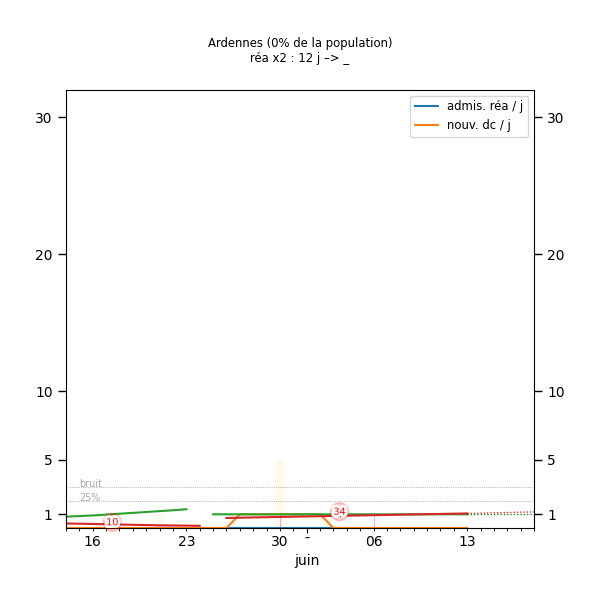 Ardennes (0% de la population)
réa x2 : 12 j –> _
admis. réa / j
nouv. dc / j
30 30
20 20
10 10
5 5
bruit
25%
1 1
10
34
16 23 30 - 06 13
juin